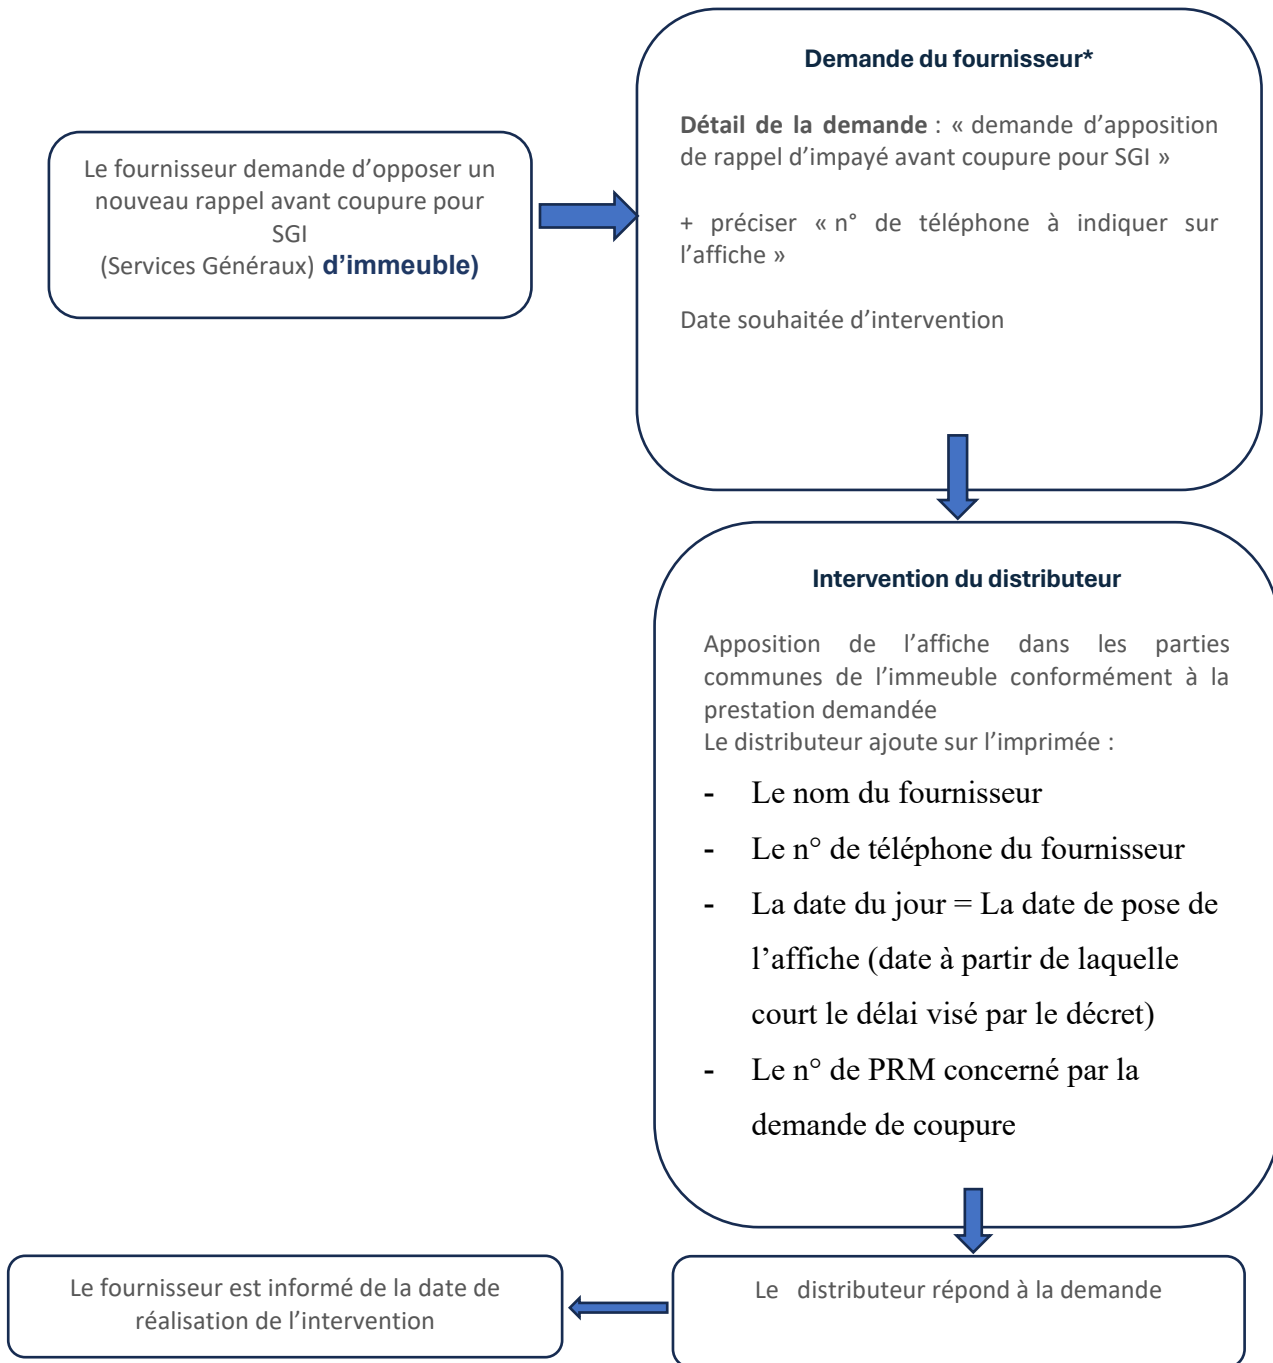 Le fournisseur demande d’opposer un
nouveau rappel avant coupure pour
SGI
(Services Généraux) d’immeuble)
Demande du fournisseur*
Détail de la demande : « demande d’apposition
de rappel d’impayé avant coupure pour SGI »
+ préciser « n° de téléphone à indiquer sur
l’affiche »
Date souhaitée d’intervention
Intervention du distributeur
Apposition de l’affiche dans les parties
communes de l’immeuble conformément à la
prestation demandée
Le distributeur ajoute sur l’imprimée :
- Le nom du fournisseur
- Le n° de téléphone du fournisseur
- La date du jour = La date de pose de
l’affiche (date à partir de laquelle
court le délai visé par le décret)
- Le n° de PRM concerné par la
demande de coupure
Le distributeur répond à la demande
Le fournisseur est informé de la date de
réalisation de l’intervention